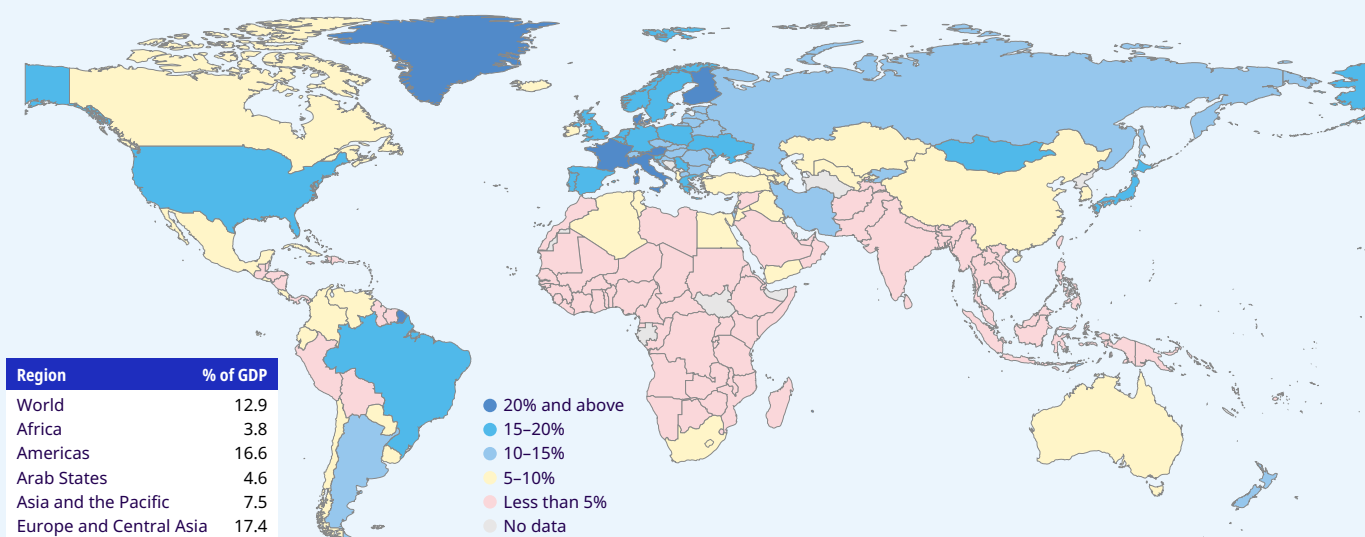 Region % of GDP
World 12.9
Africa 3.8
Americas 16.6
Arab States 4.6
Asia and the Pacific 7.5
Europe and Central Asia 17.4
20% and above
15–20%
10–15%
5–10%
Less than 5%
No data